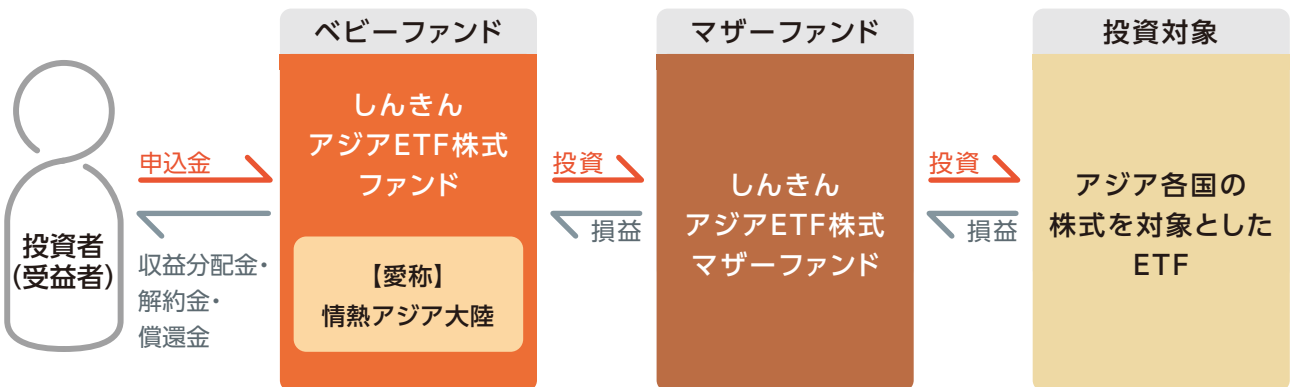 ベビーファンド
マザーファンド
投資対象
投資者
(受益者)
申込金
収益分配金・
解約金・
償還金
しんきん
アジアETF株式
ファンド
【愛称】
情熱アジア大陸
投資
損益
しんきん
アジアETF株式
マザーファンド
投資
損益
アジア各国の
株式を対象とした
ETF